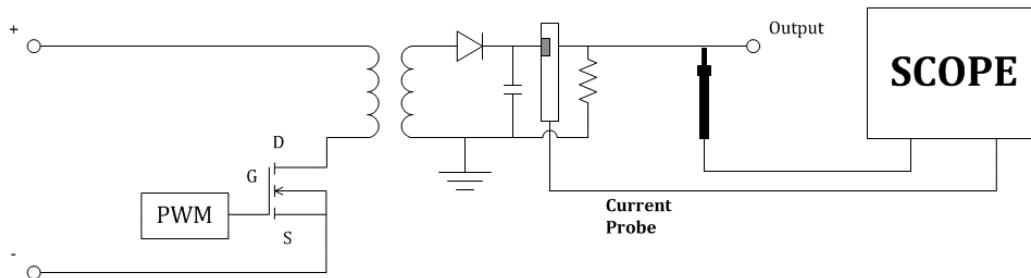 +
Output
SCOPE
D
G
PWM
S
Current
Probe
-